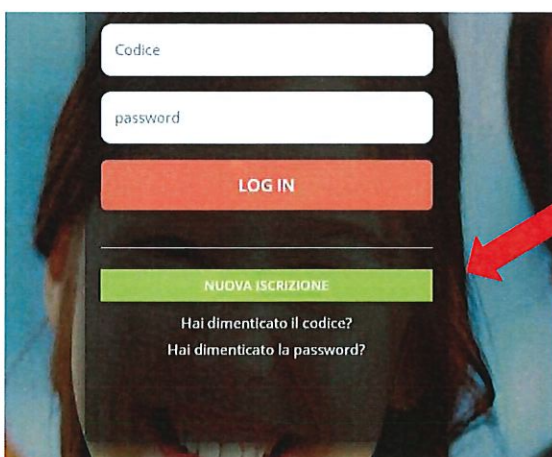 Codice
password
LOG IN
NUOVA ISCRIZIONE
Hai dimenticato il codice?
Hai dimenticato la password?